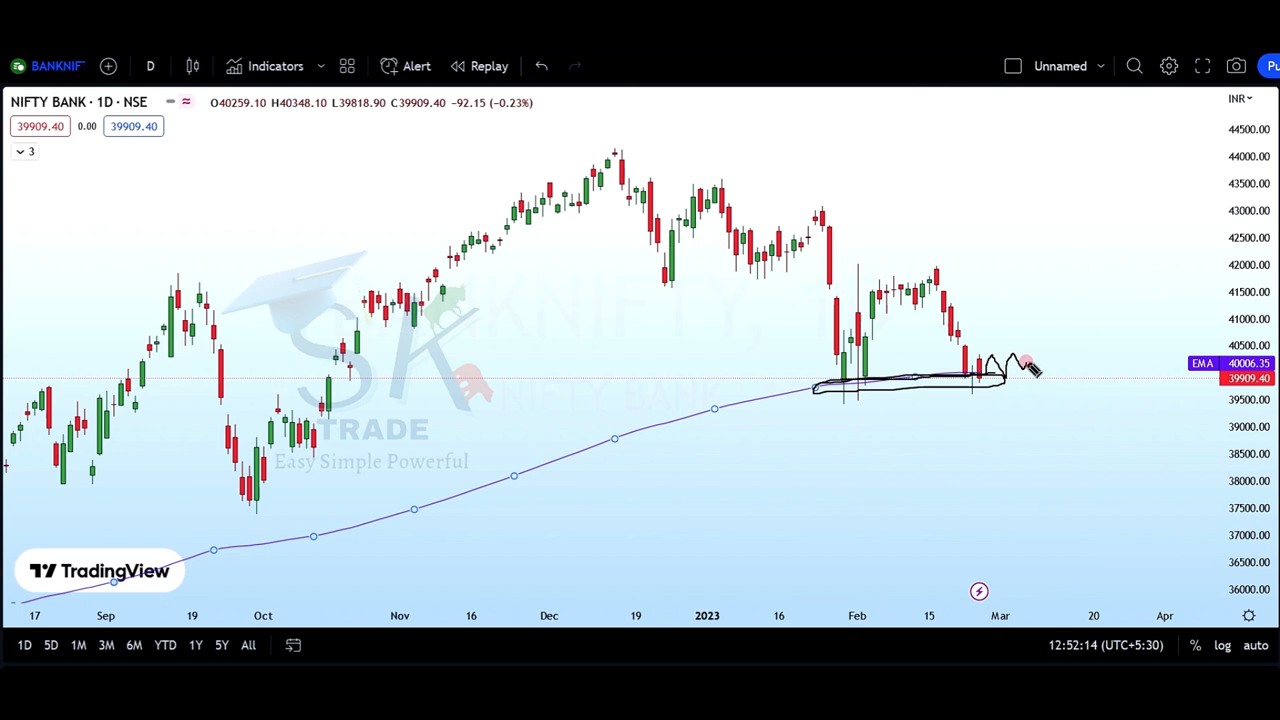 BANKNIF
D
Indicators
Alert
Replay
Unnamed
Pu
NIFTY BANK · 1D · NSE
O40259.10 H40348.10 L39818.90 C39909.40 −92.15 (−0.23%)
INR
39909.40
0.00
39909.40
3
44500.00
44000.00
43500.00
43000.00
42500.00
42000.00
41500.00
41000.00
40500.00
EMA 40006.35
39909.40
39500.00
39000.00
38500.00
38000.00
37500.00
37000.00
36500.00
36000.00
SK
TRADE
Easy Simple Powerful
TradingView
17 Sep 19 Oct Nov 16 Dec 19 2023 16 Feb 15 Mar 20 Apr
1D 5D 1M 3M 6M YTD 1Y 5Y All
12:52:14 (UTC+5:30)
% log auto